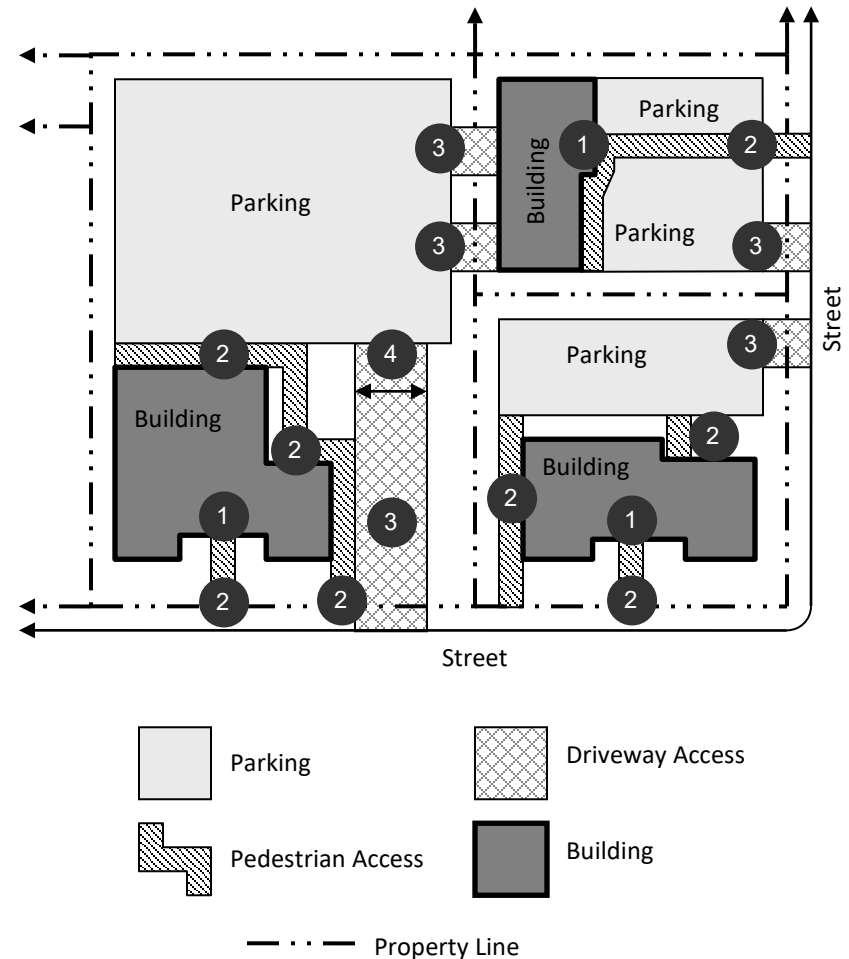 Parking
3
1
2
Building
Parking
3
3
Parking
Street
2
4
Parking
3
Building
2
2
Building
2
1
3
1
2
2
2
Street
Parking
Driveway Access
Pedestrian Access
Building
Property Line